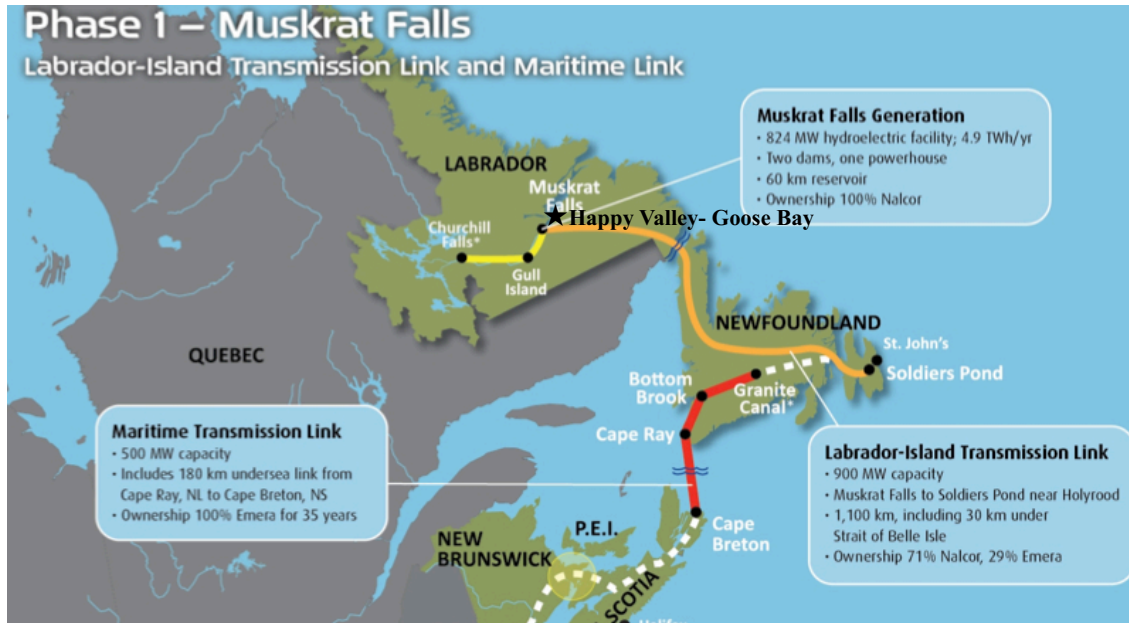 Phase 1 – Muskrat Falls
Labrador-Island Transmission Link and Maritime Link
Muskrat Falls Generation
• 824 MW hydroelectric facility; 4.9 TWh/yr
• Two dams, one powerhouse
• 60 km reservoir
• Ownership 100% Nalcor
LABRADOR
Muskrat
Falls
★Happy Valley- Goose Bay
Churchill
Falls*
Gull
Island
QUEBEC
NEWFOUNDLAND
St. John's
Soldiers Pond
Bottom
Brook
Granite
Canal*
Cape Ray
Maritime Transmission Link
• 500 MW capacity
• Includes 180 km undersea link from
Cape Ray, NL to Cape Breton, NS
• Ownership 100% Emera for 35 years
Labrador-Island Transmission Link
• 900 MW capacity
• Muskrat Falls to Soldiers Pond near Holyrood
• 1,100 km, including 30 km under
Strait of Belle Isle
• Ownership 71% Nalcor, 29% Emera
Cape
Breton
P.E.I.
NEW
BRUNSWICK
SCOTIA